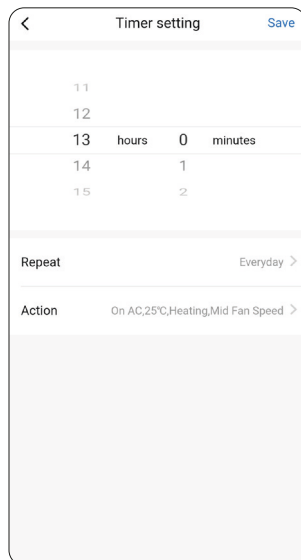 Timer setting Save
11
12
13 hours 0 minutes
14 1
15 2
Repeat Everyday
Action On AC,25℃,Heating,Mid Fan Speed